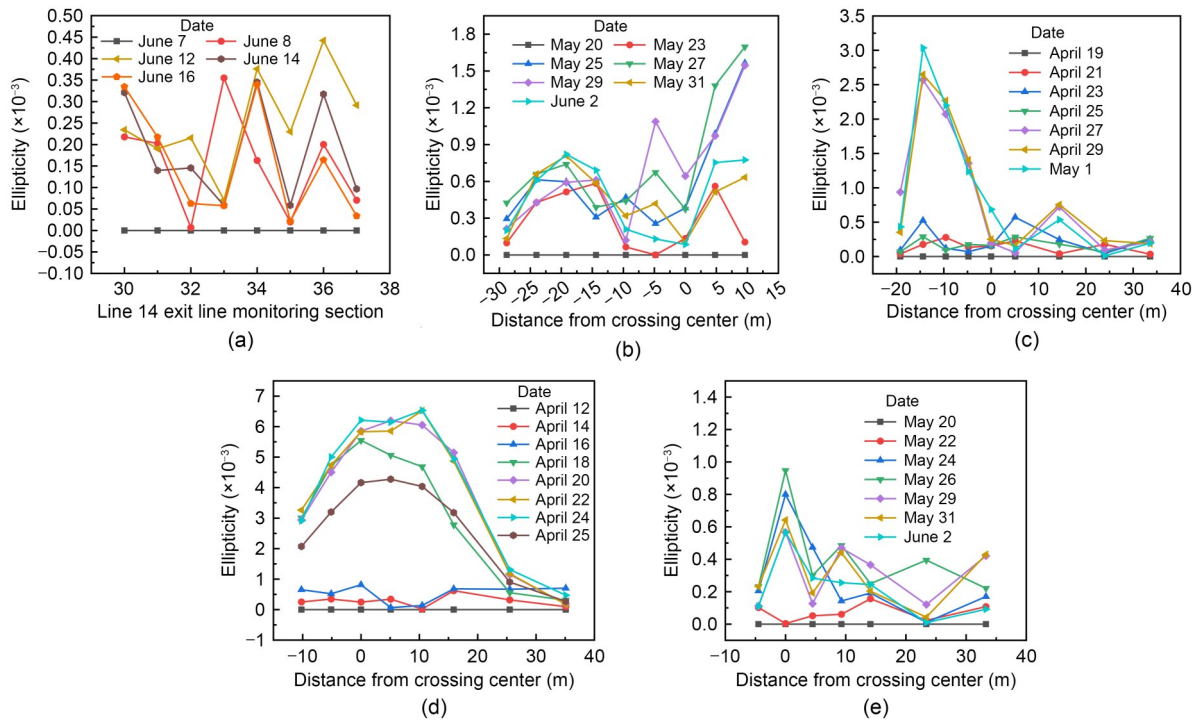 Date
June 7 June 8
June 12 June 14
June 16
0.50
0.45
0.40
0.35
0.30
0.25
0.20
0.15
0.10
0.05
0.00
−0.05
−0.10
Ellipticity (×10⁻³)
30 32 34 36 38
Line 14 exit line monitoring section
(a)
Date
May 20 May 23
May 25 May 27
May 29 May 31
June 2
1.8
1.5
1.2
0.9
0.6
0.3
0.0
Ellipticity (×10⁻³)
−30 −25 −20 −15 −10 −5 0 5 10 15
Distance from crossing center (m)
(b)
Date
April 19
April 21
April 23
April 25
April 27
April 29
May 1
3.5
3.0
2.5
2.0
1.5
1.0
0.5
0.0
Ellipticity (×10⁻³)
−20 −10 0 10 20 30 40
Distance from crossing center (m)
(c)
Date
April 12
April 14
April 16
April 18
April 20
April 22
April 24
April 25
7
6
5
4
3
2
1
0
−1
Ellipticity (×10⁻³)
−10 0 10 20 30 40
Distance from crossing center (m)
(d)
Date
May 20
May 22
May 24
May 26
May 29
May 31
June 2
1.4
1.2
1.0
0.8
0.6
0.4
0.2
0.0
Ellipticity (×10⁻³)
−10 0 10 20 30 40
Distance from crossing center (m)
(e)